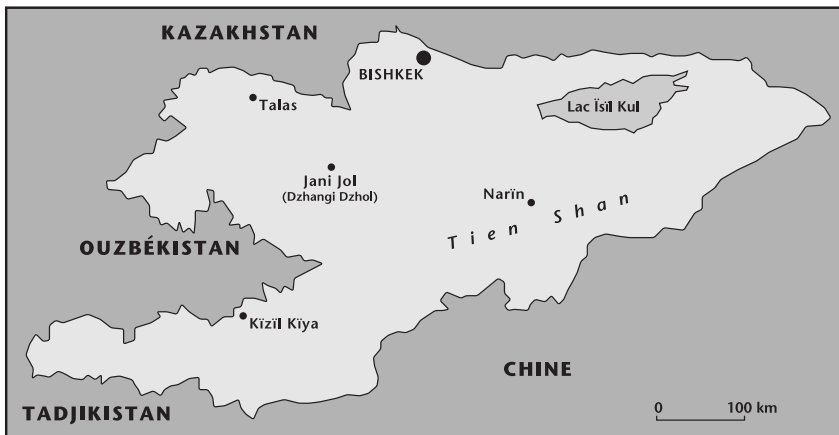 KAZAKHSTAN
BISHKEK
Talas
Lac Ïsïl Kul
Jani Jol
(Dzhangi Dzhol)
Narïn
Tien Shan
OUZBÉKISTAN
Kïzïl Kïya
CHINE
TADJIKISTAN
0 100 km